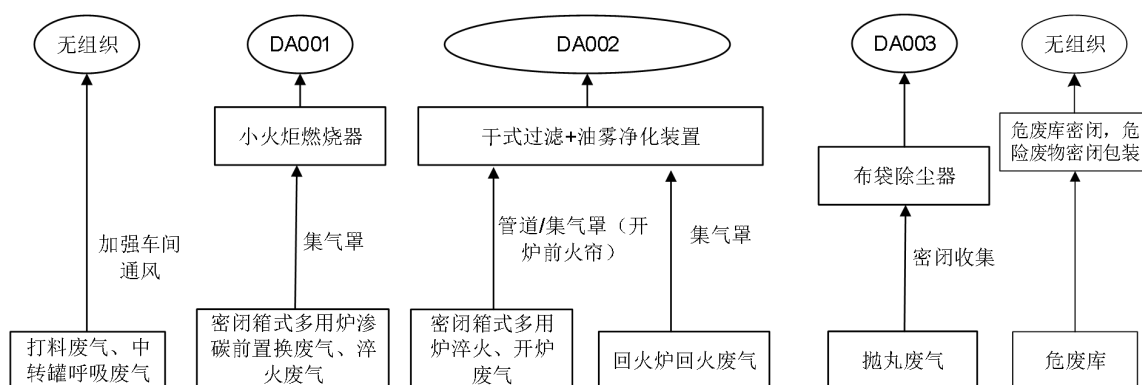 无组织
DA001
DA002
DA003
无组织
小火炬燃烧器
干式过滤+油雾净化装置
布袋除尘器
危废库密闭，危
险废物密闭包装
加强车间
通风
集气罩
管道/集气罩（开
炉前火帘）
集气罩
密闭收集
打料废气、中
转罐呼吸废气
密闭箱式多用炉渗
碳前置换废气、淬
火废气
密闭箱式多用
炉淬火、开炉
废气
回火炉回火废气
抛丸废气
危废库